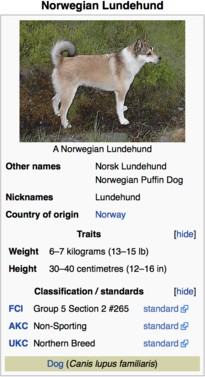 Norwegian Lundehund
A Norwegian Lundehund
Other names Norsk Lundehund
Norwegian Puffin Dog
Nicknames Lundehund
Country of origin Norway
Traits [hide]
Weight 6–7 kilograms (13–15 lb)
Height 30–40 centimetres (12–16 in)
Classification / standards [hide]
FCI Group 5 Section 2 #265 standard
AKC Non-Sporting standard
UKC Northern Breed standard
Dog (Canis lupus familiaris)